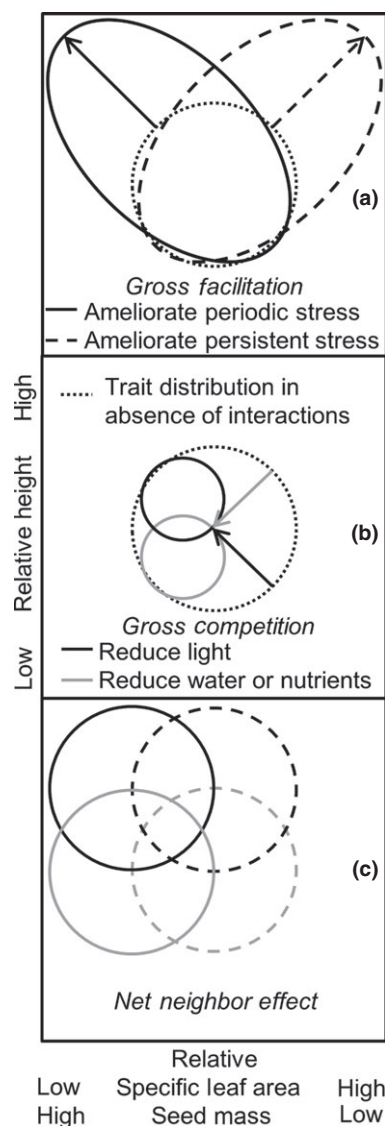 (a)
Gross facilitation
Ameliorate periodic stress
Ameliorate persistent stress
High
Relative height
Low
Trait distribution in
absence of interactions
(b)
Gross competition
Reduce light
Reduce water or nutrients
(c)
Net neighbor effect
Relative
Low Specific leaf area High
High Seed mass Low